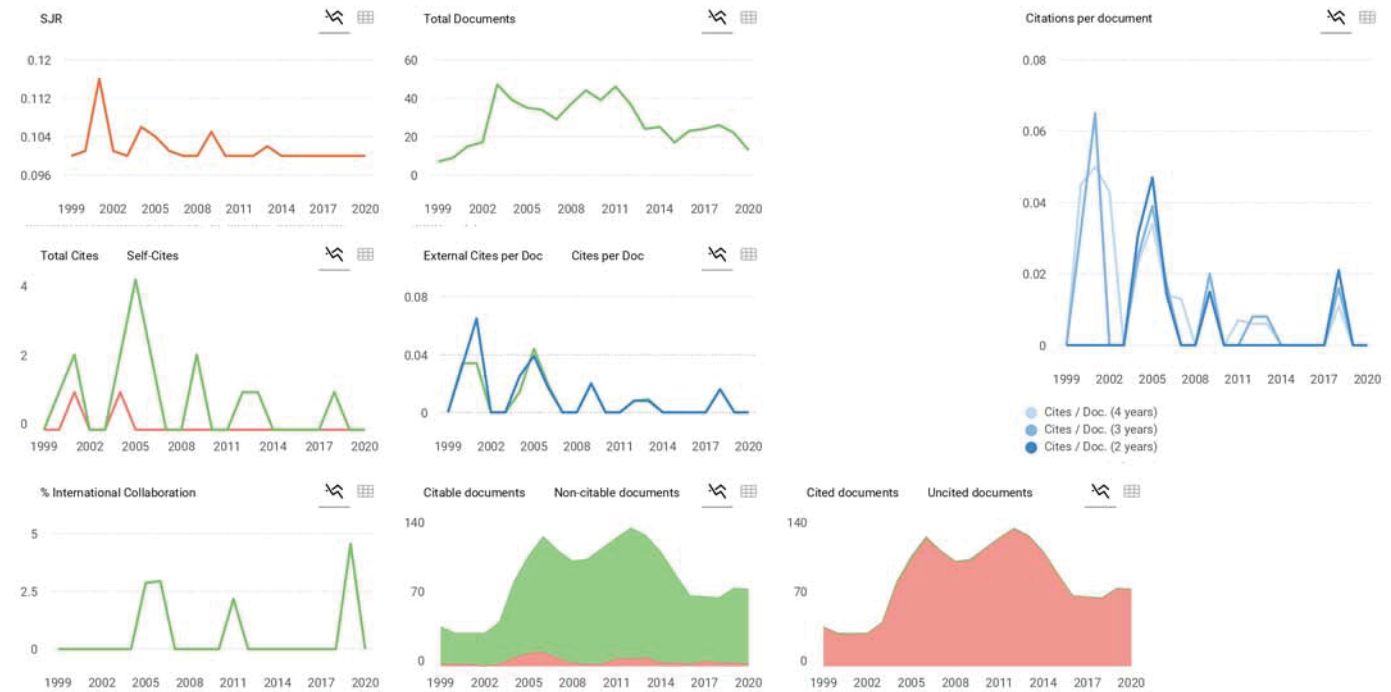 SJR
0.12
0.112
0.104
0.096
1999 2002 2005 2008 2011 2014 2017 2020
Total Documents
60
40
20
0
1999 2002 2005 2008 2011 2014 2017 2020
Citations per document
0.08
0.06
0.04
0.02
0
1999 2002 2005 2008 2011 2014 2017 2020
Cites / Doc. (4 years)
Cites / Doc. (3 years)
Cites / Doc. (2 years)
Total Cites Self-Cites
4
2
0
1999 2002 2005 2008 2011 2014 2017 2020
External Cites per Doc Cites per Doc
0.08
0.04
0
1999 2002 2005 2008 2011 2014 2017 2020
% International Collaboration
5
2.5
0
1999 2002 2005 2008 2011 2014 2017 2020
Citable documents Non-citable documents
140
70
0
1999 2002 2005 2008 2011 2014 2017 2020
Cited documents Uncited documents
140
70
0
1999 2002 2005 2008 2011 2014 2017 2020